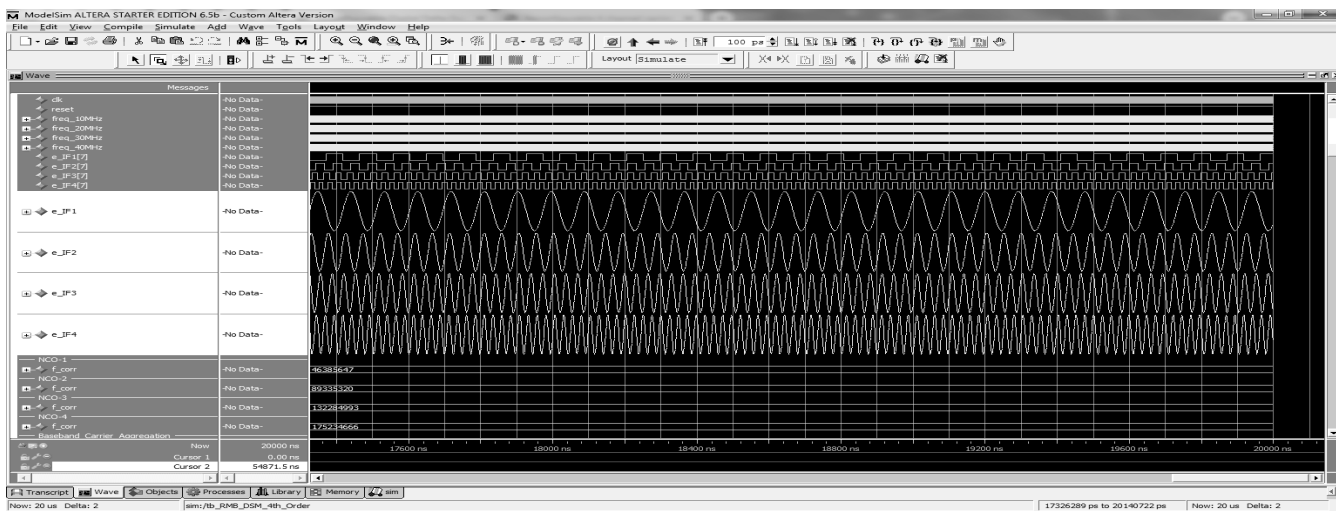 ModelSim ALTERA STARTER EDITION 6.5b - Custom Altera Version
File Edit View Compile Simulate Add Wave Tools Layout Window Help
100 ps
Layout Simulate
Wave
Messages
clk -No Data-
reset -No Data-
freq_10MHz -No Data-
freq_20MHz -No Data-
freq_30MHz -No Data-
freq_40MHz -No Data-
e_IF1[7] -No Data-
e_IF2[7] -No Data-
e_IF3[7] -No Data-
e_IF4[7] -No Data-
e_IF1 -No Data-
e_IF2 -No Data-
e_IF3 -No Data-
e_IF4 -No Data-
NCO-1
f_corr -No Data- 46385647
NCO-2
f_corr -No Data- 89335320
NCO-3
f_corr -No Data- 132284993
NCO-4
f_corr -No Data- 175234666
Baseband Carrier Aggregation
Now 20000 ns 17600 ns 18000 ns 18400 ns 18800 ns 19200 ns 19600 ns 20000 ns
Cursor 1 0.00 ns
Cursor 2 54871.5 ns
Transcript Wave Objects Processes Library Memory sim
Now: 20 us Delta: 2 sim:/tb_RMB_DSM_4th_Order 17326289 ps to 20140722 ps Now: 20 us Delta: 2